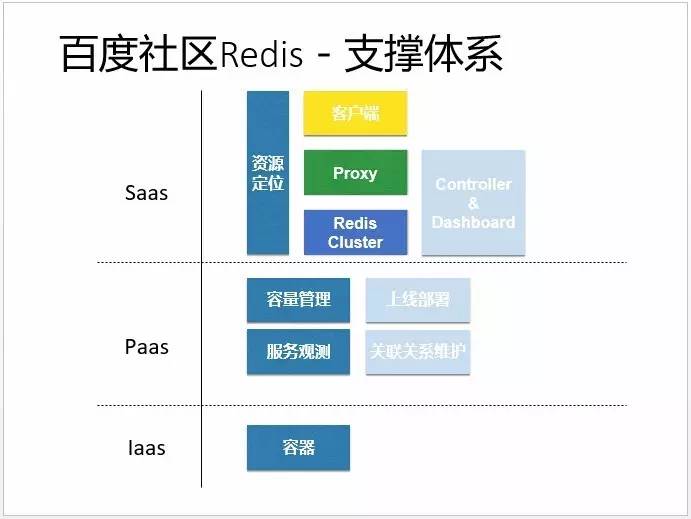 百度社区Redis - 支撑体系
Saas
资源
定位
客户端
Proxy
Redis
Cluster
Controller
&
Dashboard
Paas
容量管理
上线部署
服务观测
关联关系维护
Iaas
容器